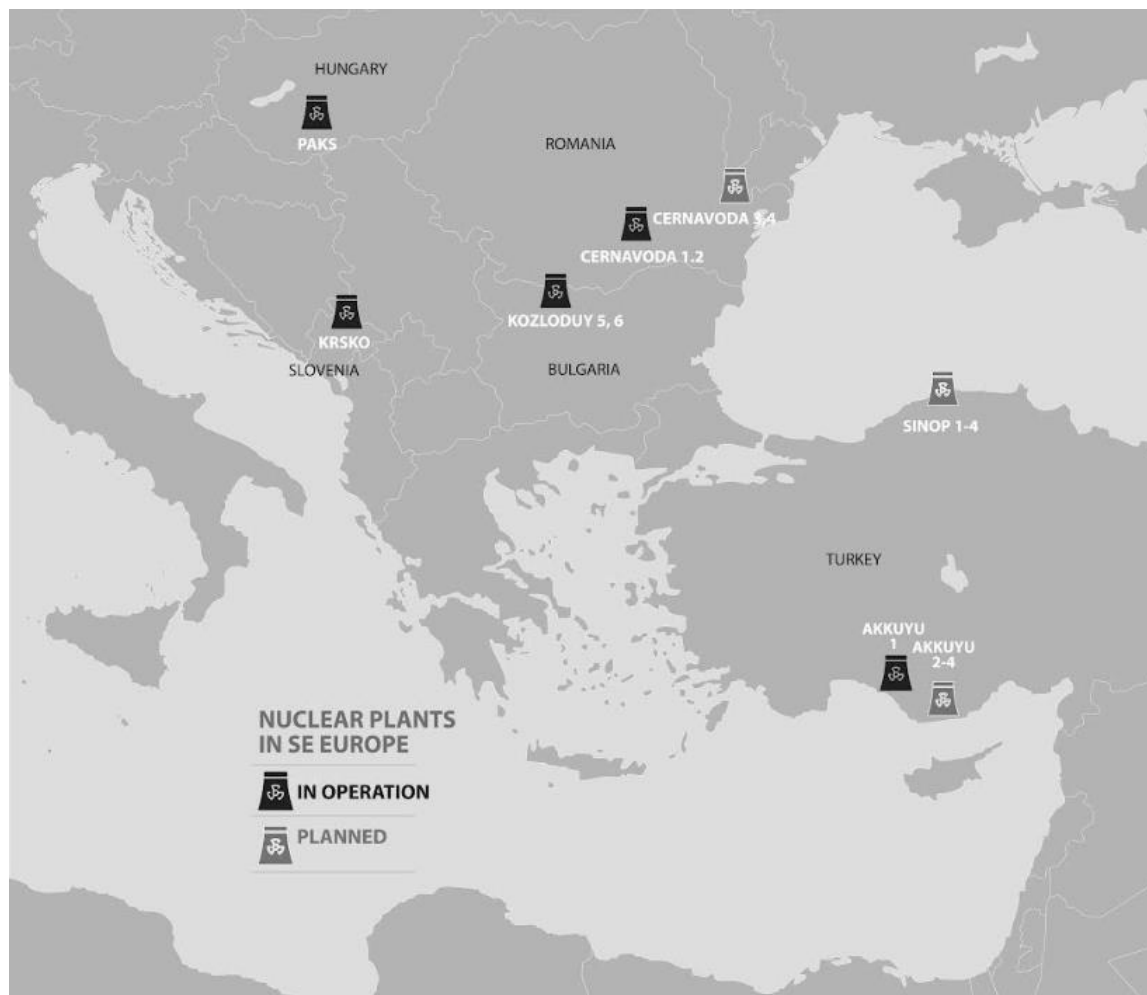 HUNGARY
PAKS
ROMANIA
CERNAVODA 3,4
CERNAVODA 1.2
KOZLODUY 5, 6
KRSKO
SLOVENIA
BULGARIA
SINOP 1-4
TURKEY
AKKUYU
1
AKKUYU
2-4
NUCLEAR PLANTS
IN SE EUROPE
IN OPERATION
PLANNED